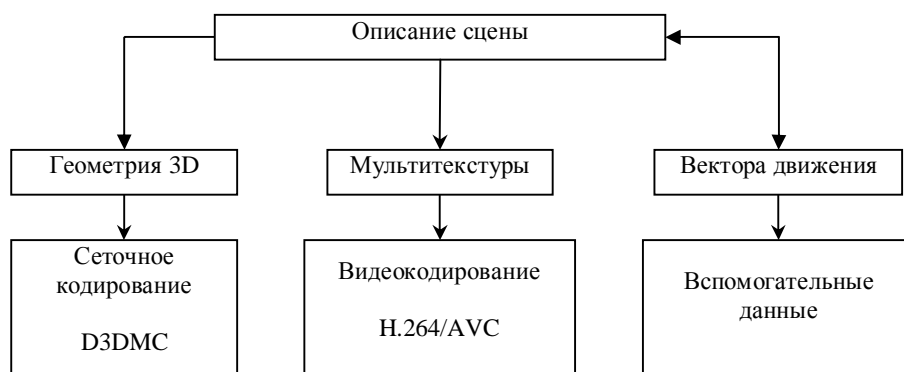 Описание сцены
Геометрия 3D
Мультитекстуры
Вектора движения
Сеточное
кодирование
D3DMC
Видеокодирование
H.264/AVC
Вспомогательные
данные